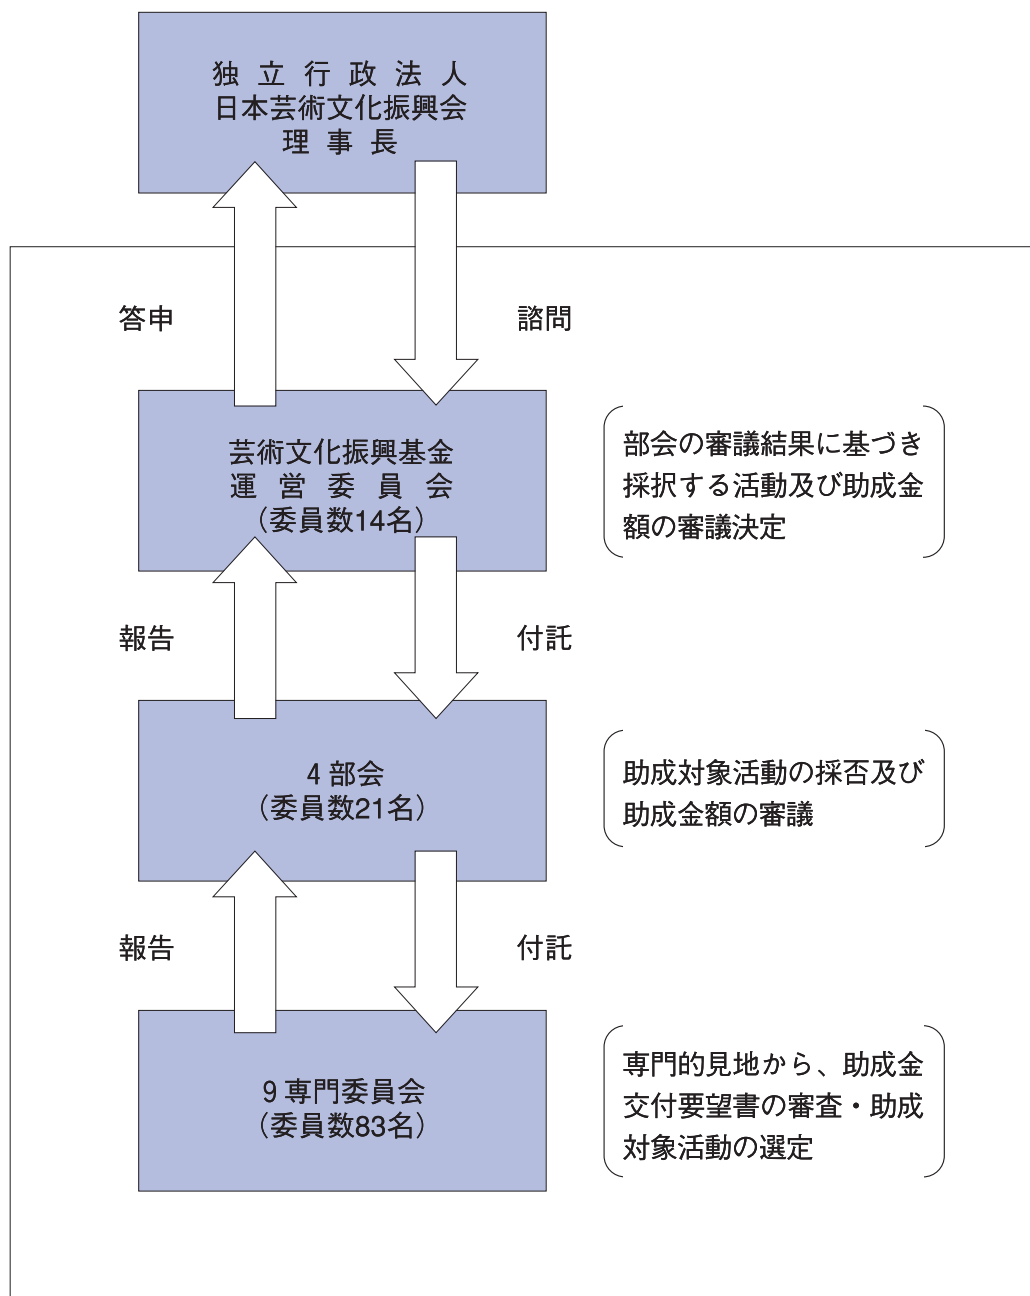 独立行政法人
日本芸術文化振興会
理事長
答申
諮問
芸術文化振興基金
運営委員会
（委員数14名）
部会の審議結果に基づき
採択する活動及び助成金
額の審議決定
報告
付託
4部会
（委員数21名）
助成対象活動の採否及び
助成金額の審議
報告
付託
9専門委員会
（委員数83名）
専門的見地から、助成金
交付要望書の審査・助成
対象活動の選定